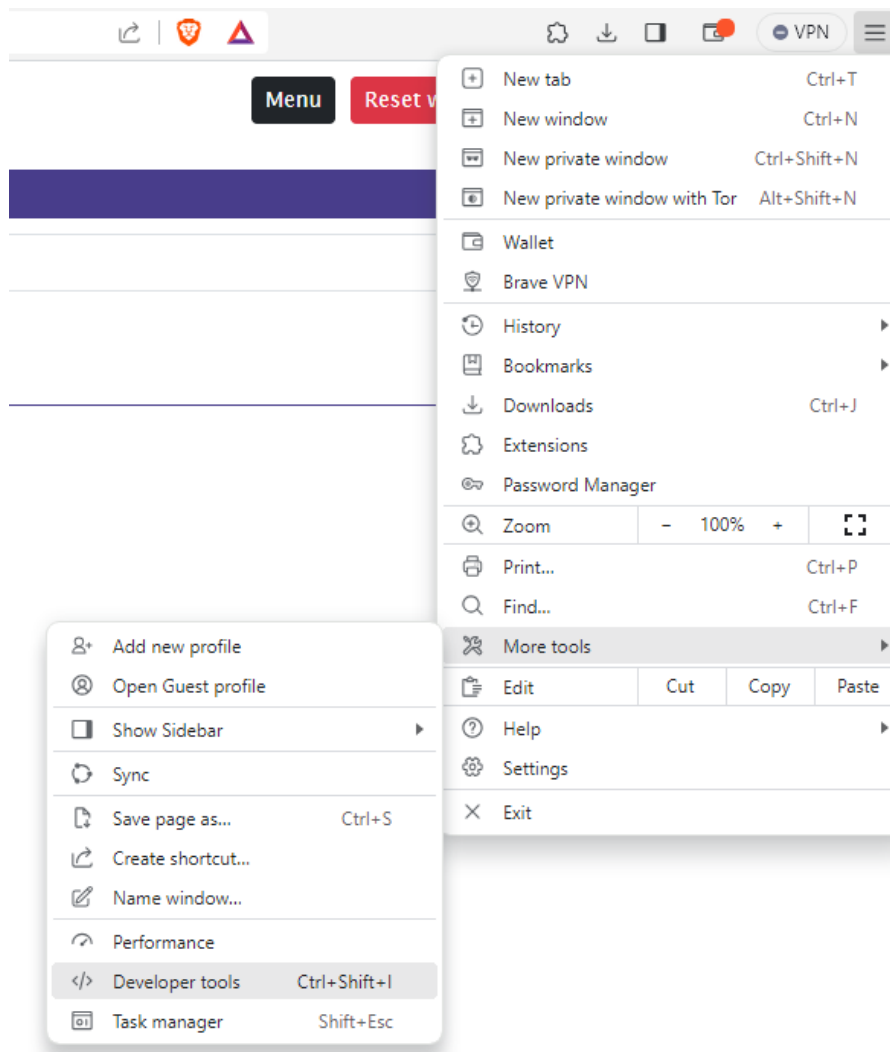 VPN
Menu
Reset w
New tab Ctrl+T
New window Ctrl+N
New private window Ctrl+Shift+N
New private window with Tor Alt+Shift+N
Wallet
Brave VPN
History
Bookmarks
Downloads Ctrl+J
Extensions
Password Manager
Zoom - 100% +
Print... Ctrl+P
Find... Ctrl+F
More tools
Edit Cut Copy Paste
Help
Settings
Exit
Add new profile
Open Guest profile
Show Sidebar
Sync
Save page as... Ctrl+S
Create shortcut...
Name window...
Performance
Developer tools Ctrl+Shift+I
Task manager Shift+Esc